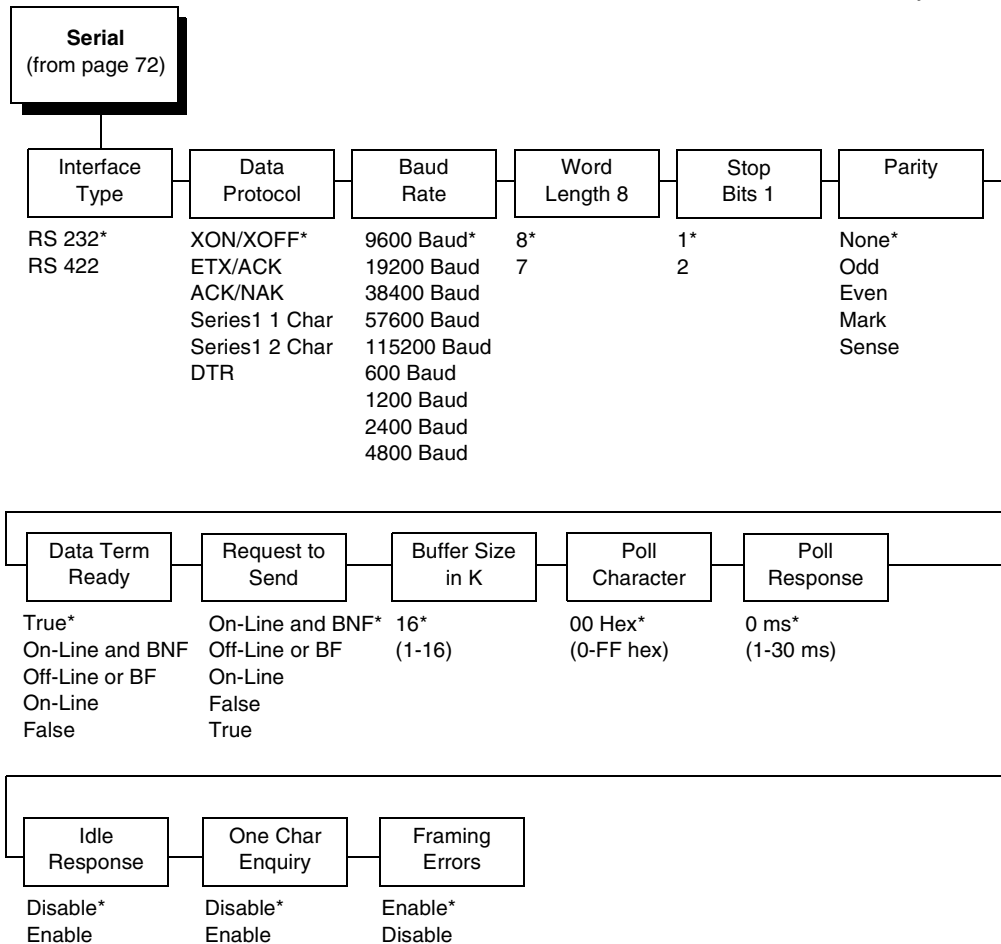 Serial
(from page 72)
Interface
Type
Data
Protocol
Baud
Rate
Word
Length 8
Stop
Bits 1
Parity
RS 232*
RS 422
XON/XOFF*
ETX/ACK
ACK/NAK
Series1 1 Char
Series1 2 Char
DTR
9600 Baud*
19200 Baud
38400 Baud
57600 Baud
115200 Baud
600 Baud
1200 Baud
2400 Baud
4800 Baud
8*
7
1*
2
None*
Odd
Even
Mark
Sense
Data Term
Ready
Request to
Send
Buffer Size
in K
Poll
Character
Poll
Response
True*
On-Line and BNF
Off-Line or BF
On-Line
False
On-Line and BNF*
Off-Line or BF
On-Line
False
True
16*
(1-16)
00 Hex*
(0-FF hex)
0 ms*
(1-30 ms)
Idle
Response
One Char
Enquiry
Framing
Errors
Disable*
Enable
Disable*
Enable
Enable*
Disable